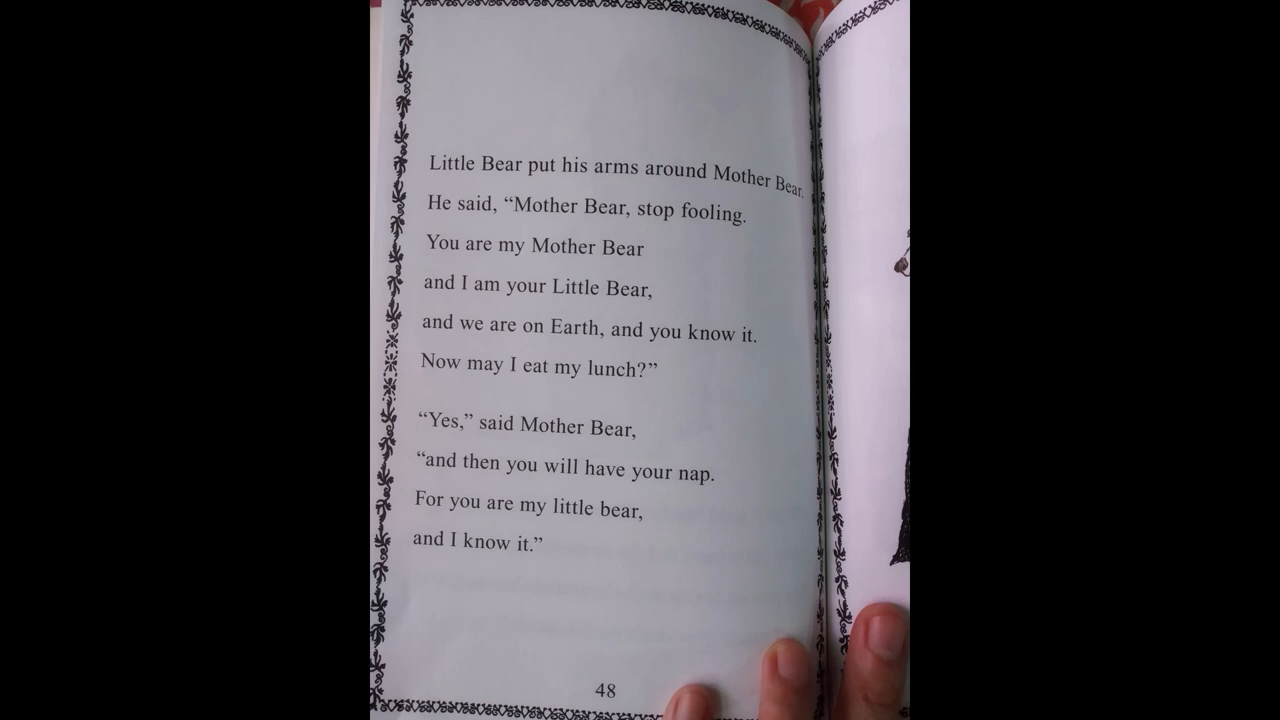 Little Bear put his arms around Mother Bear.
He said, “Mother Bear, stop fooling.
You are my Mother Bear
and I am your Little Bear,
and we are on Earth, and you know it.
Now may I eat my lunch?”
“Yes,” said Mother Bear,
“and then you will have your nap.
For you are my little bear,
and I know it.”
48